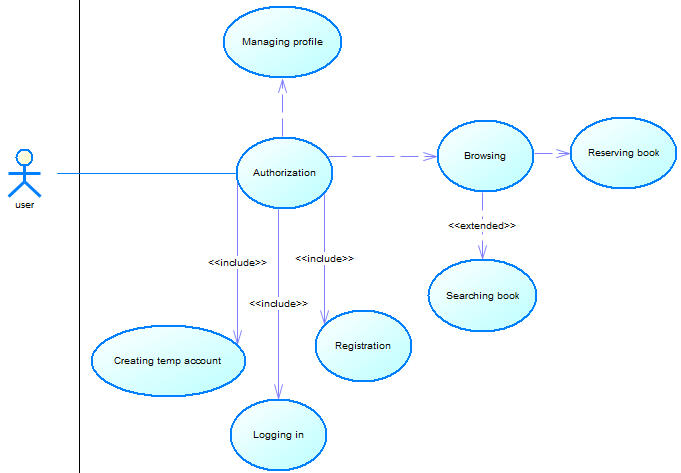 Managing profile
Authorization
Browsing
Reserving book
user
<<extended>>
<<include>>
<<include>>
<<include>>
Searching book
Creating temp account
Registration
Logging in